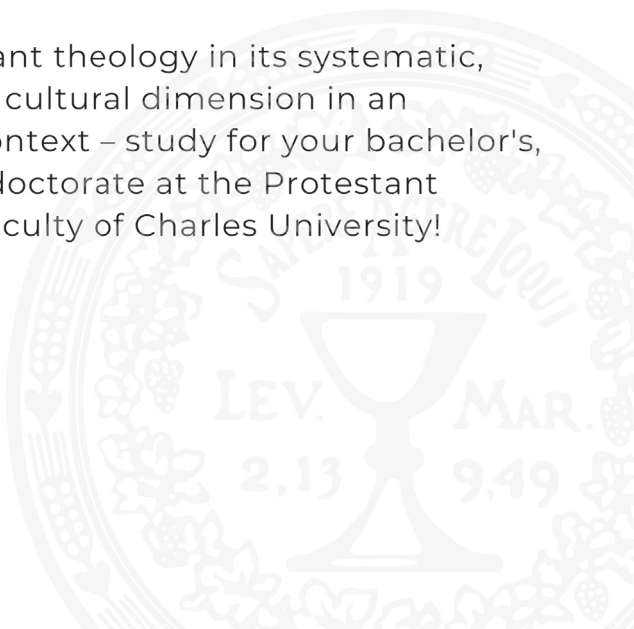 ant theology in its systematic,
cultural dimension in an
ontext – study for your bachelor's,
doctorate at the Protestant
culty of Charles University!
1919
LEV. MAR.
2,13 9,49